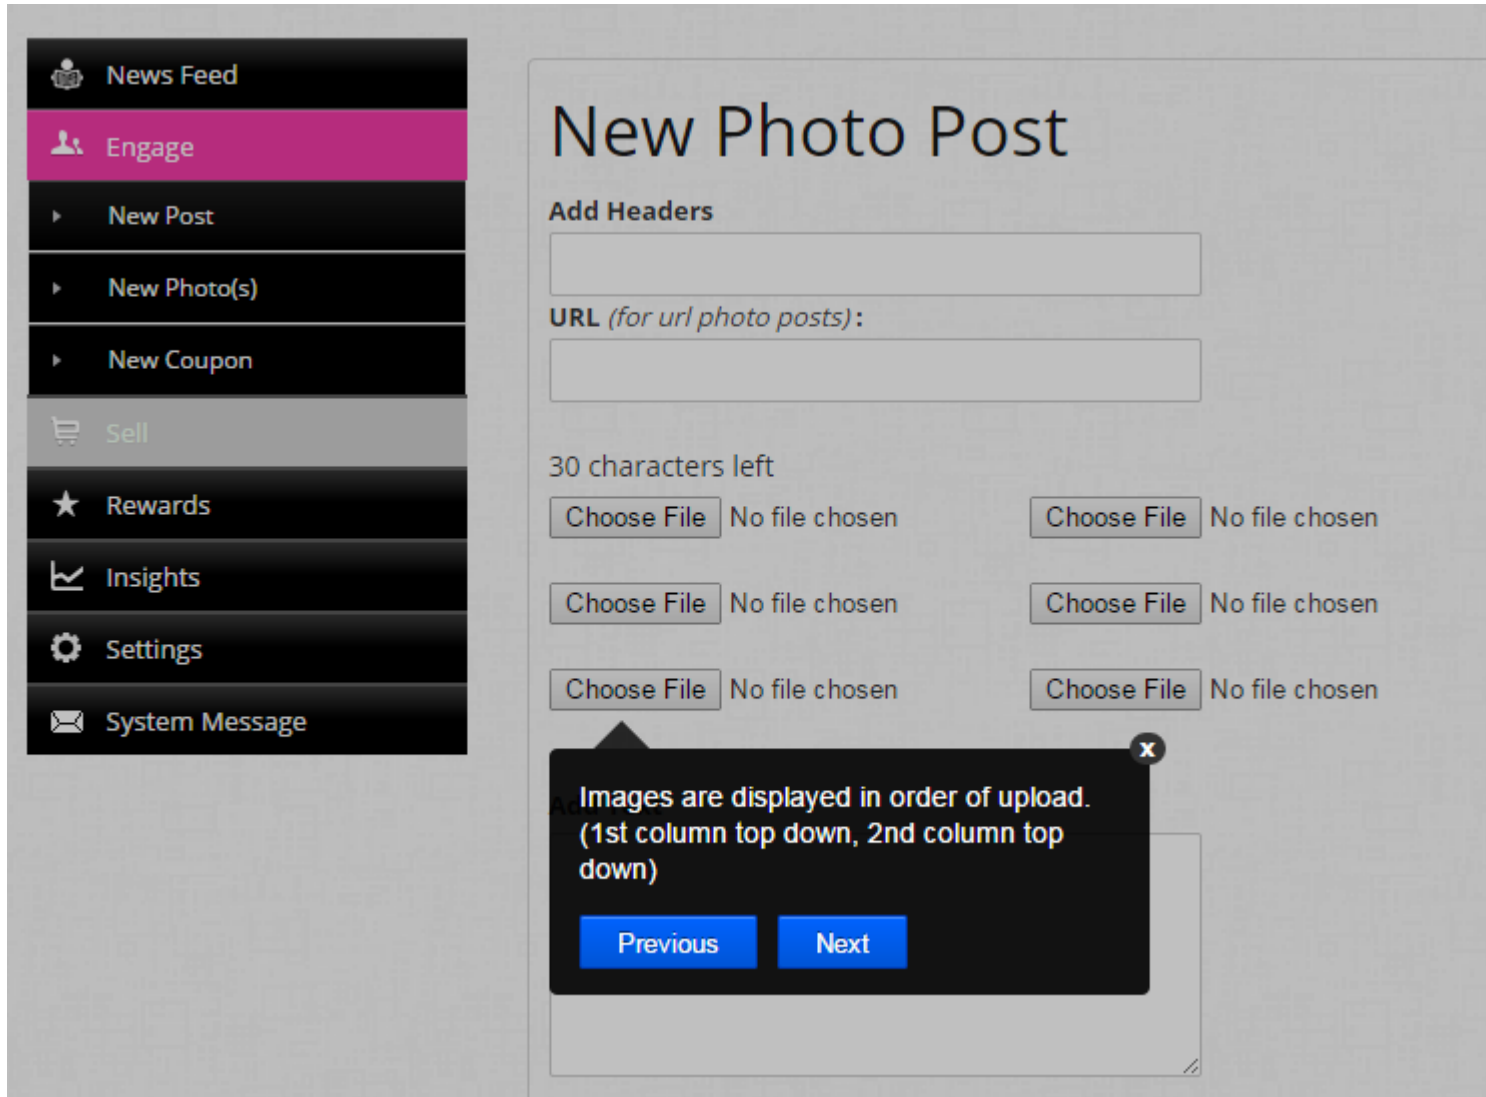 News Feed
Engage
New Post
New Photo(s)
New Coupon
Sell
Rewards
Insights
Settings
System Message
New Photo Post
Add Headers
URL (for url photo posts) :
30 characters left
Choose File No file chosen
Choose File No file chosen
Choose File No file chosen
Choose File No file chosen
Choose File No file chosen
Choose File No file chosen
x
Images are displayed in order of upload.
(1st column top down, 2nd column top
down)
Previous
Next